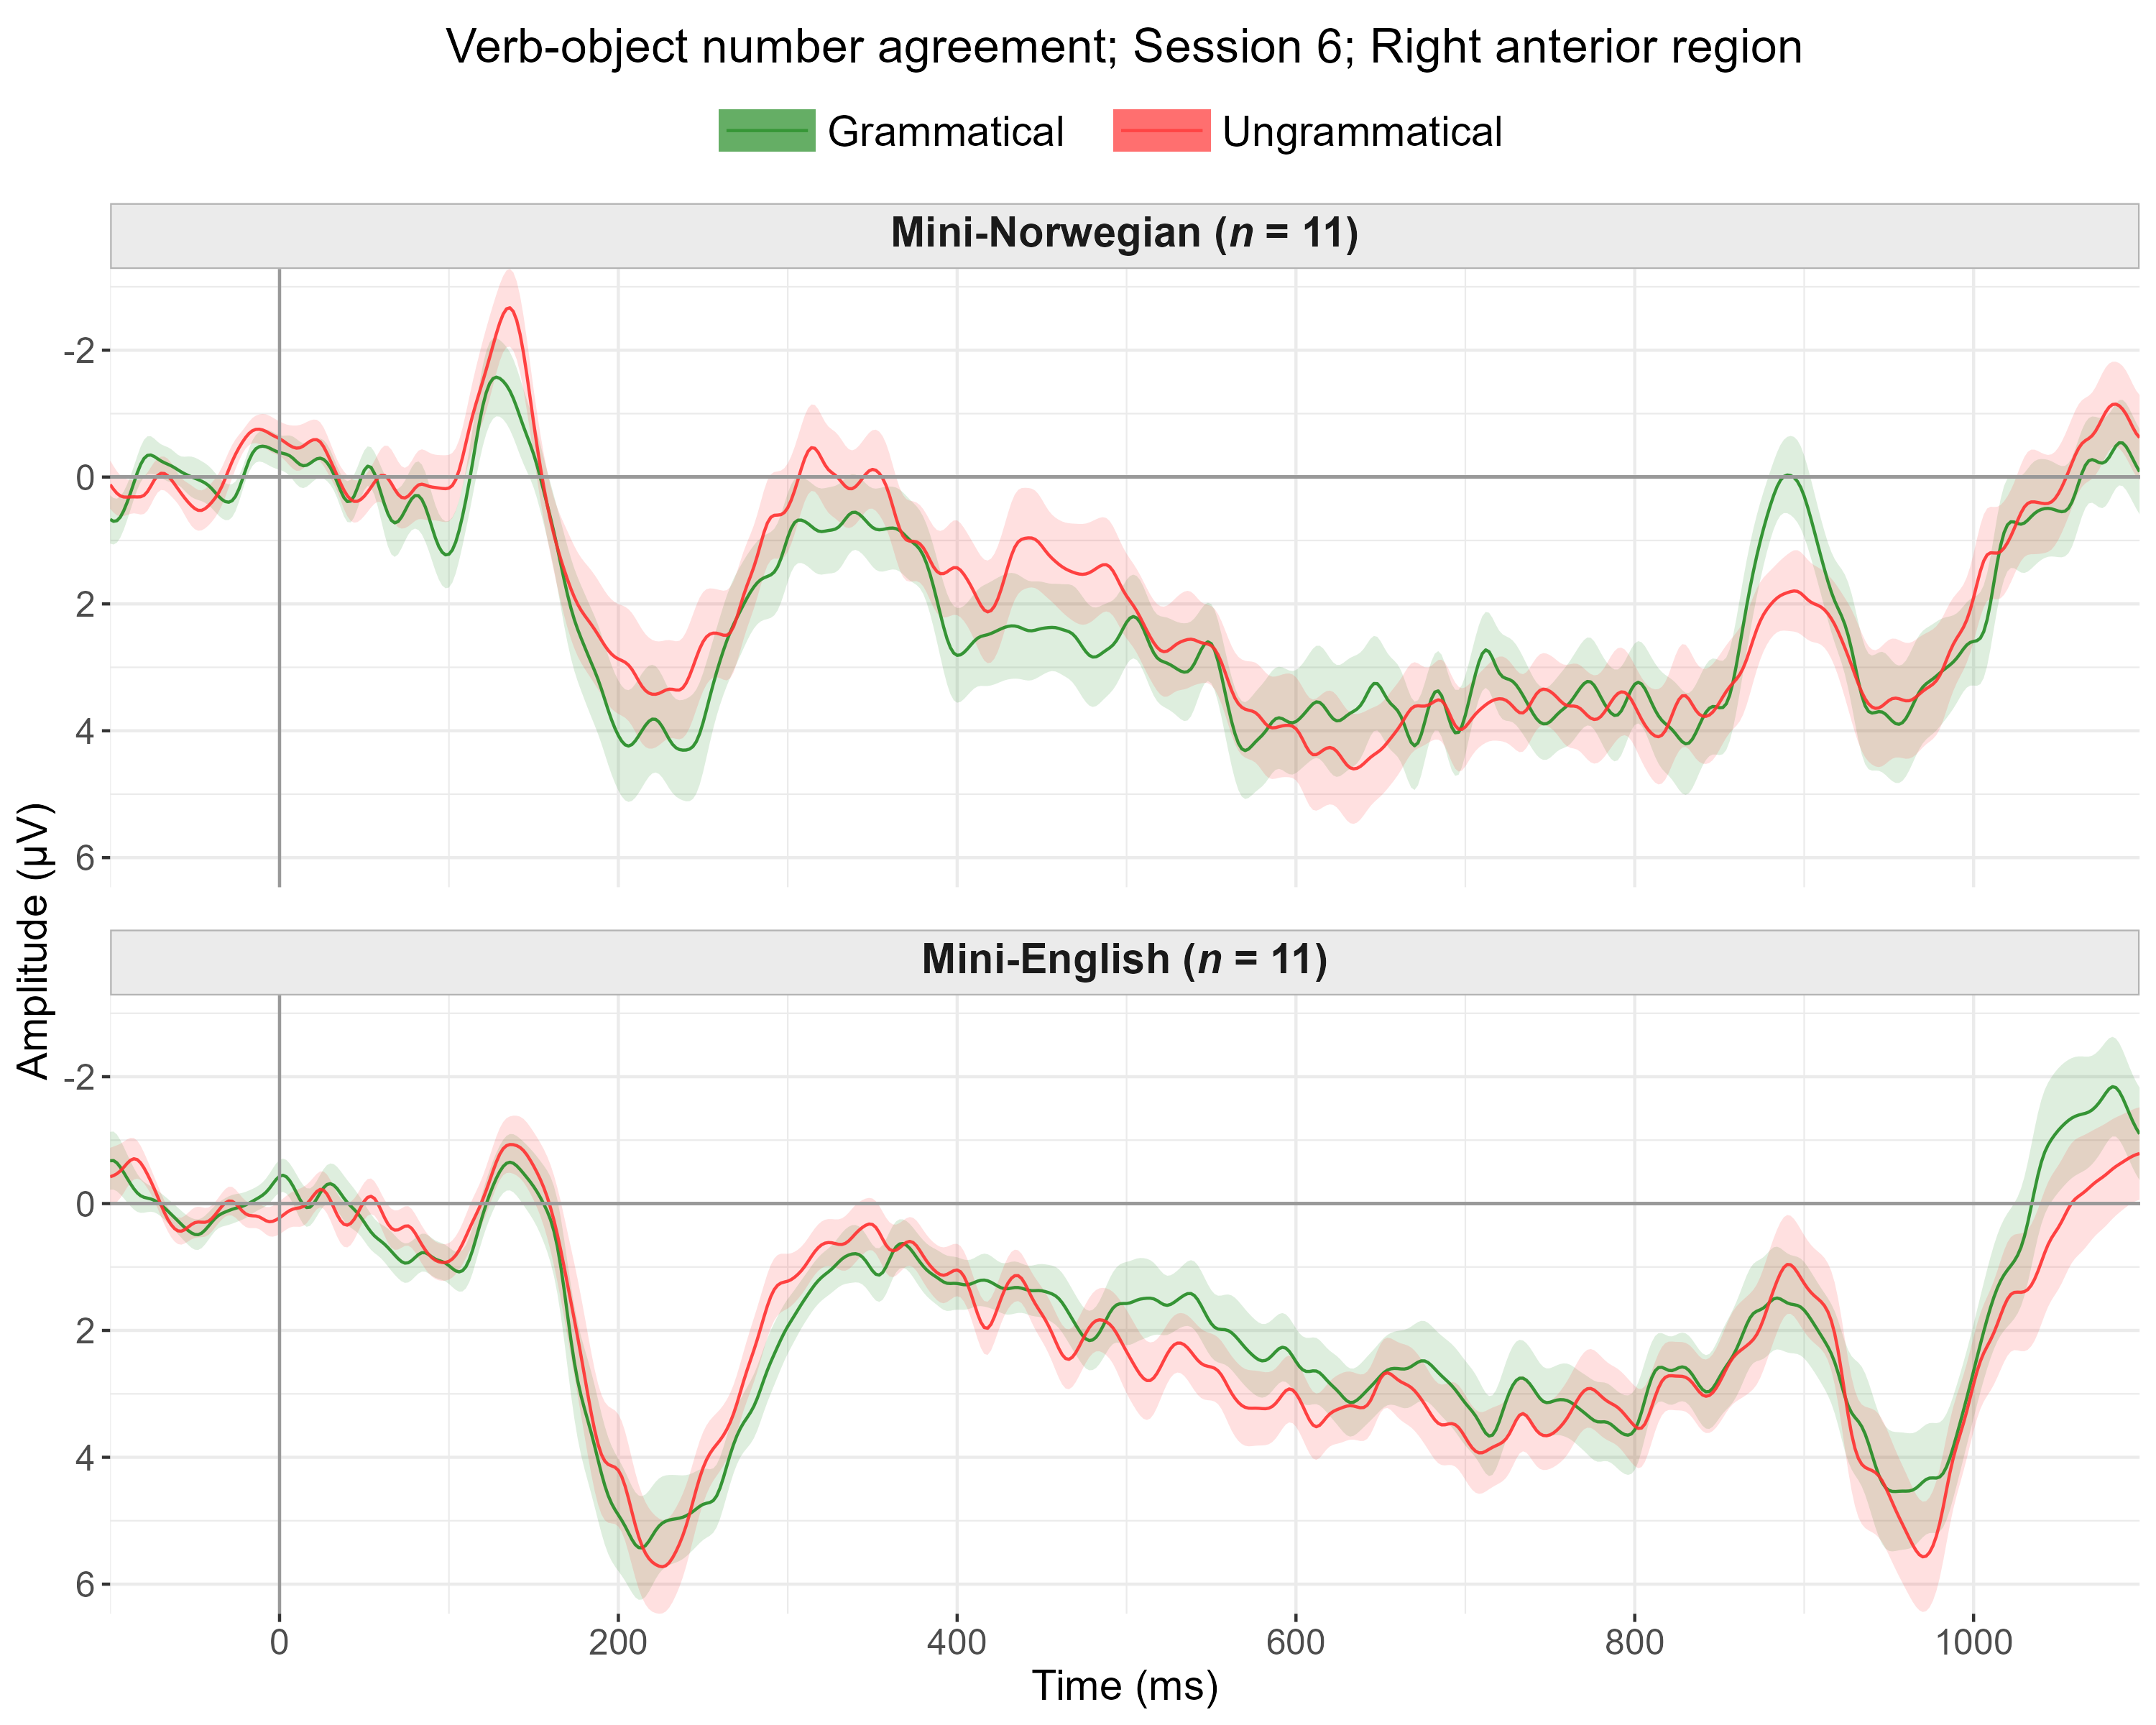 Verb-object number agreement; Session 6; Right anterior region
Grammatical Ungrammatical
Mini-Norwegian (n = 11)
-2
0
2
4
6
Amplitude (µV)
Mini-English (n = 11)
-2
0
2
4
6
0 200 400 600 800 1000
Time (ms)